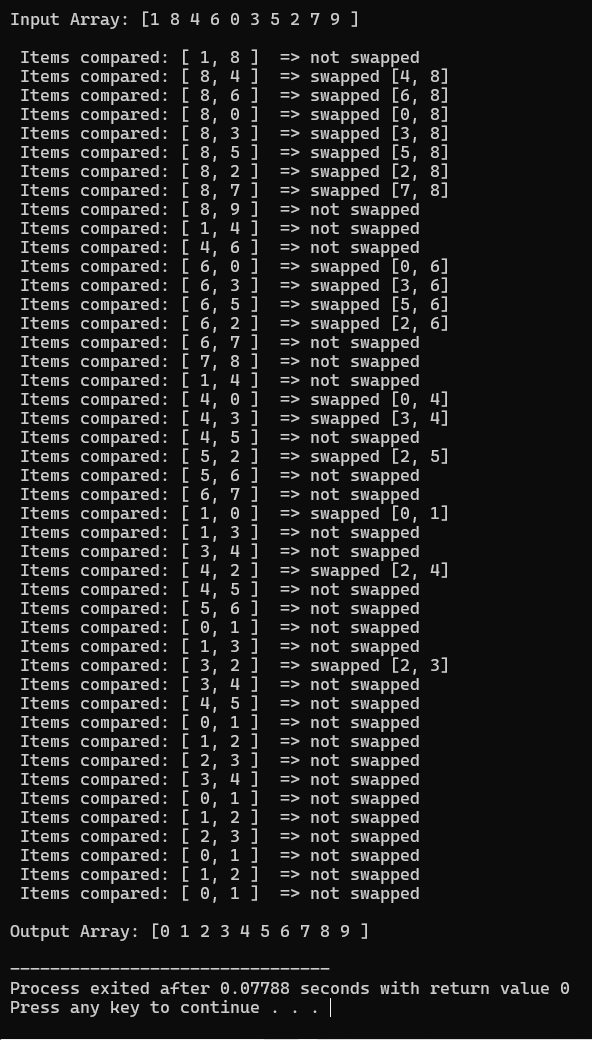 Input Array: [1 8 4 6 0 3 5 2 7 9 ]
Items compared: [ 1, 8 ]  => not swapped
Items compared: [ 8, 4 ]  => swapped [4, 8]
Items compared: [ 8, 6 ]  => swapped [6, 8]
Items compared: [ 8, 0 ]  => swapped [0, 8]
Items compared: [ 8, 3 ]  => swapped [3, 8]
Items compared: [ 8, 5 ]  => swapped [5, 8]
Items compared: [ 8, 2 ]  => swapped [2, 8]
Items compared: [ 8, 7 ]  => swapped [7, 8]
Items compared: [ 8, 9 ]  => not swapped
Items compared: [ 1, 4 ]  => not swapped
Items compared: [ 4, 6 ]  => not swapped
Items compared: [ 6, 0 ]  => swapped [0, 6]
Items compared: [ 6, 3 ]  => swapped [3, 6]
Items compared: [ 6, 5 ]  => swapped [5, 6]
Items compared: [ 6, 2 ]  => swapped [2, 6]
Items compared: [ 6, 7 ]  => not swapped
Items compared: [ 7, 8 ]  => not swapped
Items compared: [ 1, 4 ]  => not swapped
Items compared: [ 4, 0 ]  => swapped [0, 4]
Items compared: [ 4, 3 ]  => swapped [3, 4]
Items compared: [ 4, 5 ]  => not swapped
Items compared: [ 5, 2 ]  => swapped [2, 5]
Items compared: [ 5, 6 ]  => not swapped
Items compared: [ 6, 7 ]  => not swapped
Items compared: [ 1, 0 ]  => swapped [0, 1]
Items compared: [ 1, 3 ]  => not swapped
Items compared: [ 3, 4 ]  => not swapped
Items compared: [ 4, 2 ]  => swapped [2, 4]
Items compared: [ 4, 5 ]  => not swapped
Items compared: [ 5, 6 ]  => not swapped
Items compared: [ 0, 1 ]  => not swapped
Items compared: [ 1, 3 ]  => not swapped
Items compared: [ 3, 2 ]  => swapped [2, 3]
Items compared: [ 3, 4 ]  => not swapped
Items compared: [ 4, 5 ]  => not swapped
Items compared: [ 0, 1 ]  => not swapped
Items compared: [ 1, 2 ]  => not swapped
Items compared: [ 2, 3 ]  => not swapped
Items compared: [ 3, 4 ]  => not swapped
Items compared: [ 0, 1 ]  => not swapped
Items compared: [ 1, 2 ]  => not swapped
Items compared: [ 2, 3 ]  => not swapped
Items compared: [ 0, 1 ]  => not swapped
Items compared: [ 1, 2 ]  => not swapped
Items compared: [ 0, 1 ]  => not swapped
Output Array: [0 1 2 3 4 5 6 7 8 9 ]
--------------------------------
Process exited after 0.07788 seconds with return value 0
Press any key to continue . . .